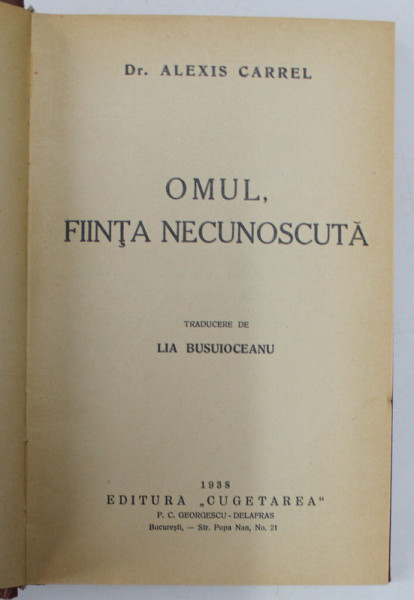 Dr. ALEXIS CARREL
OMUL,
FIINŢA NECUNOSCUTĂ
TRADUCERE DE
LIA BUSUIOCEANU
1938
EDITURA „CUGETAREA“
P. C. GEORGESCU - DELAFRAS
Bucureşti, — Str. Popa Nan, No. 21